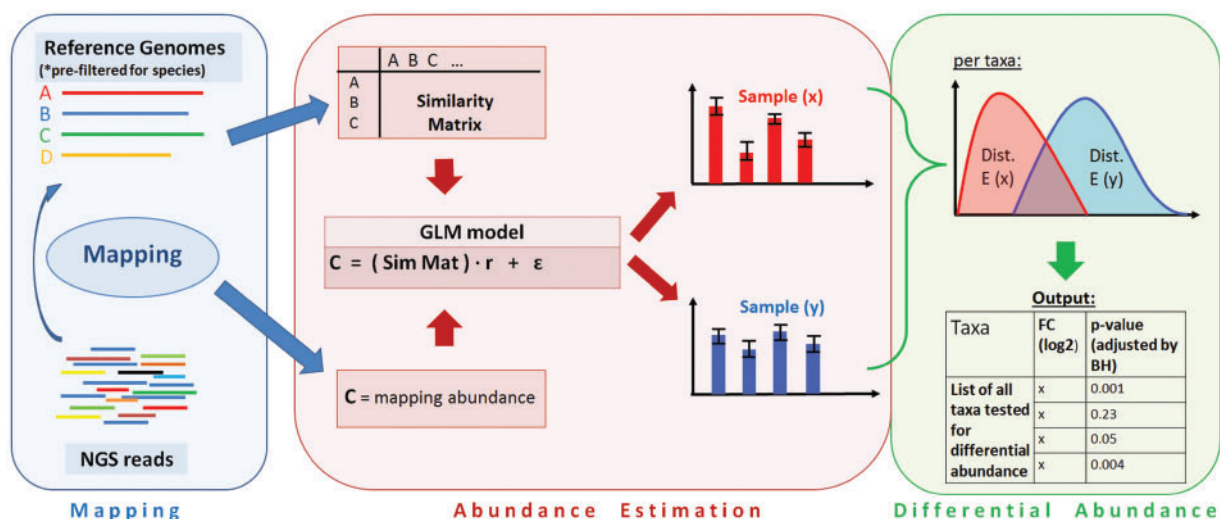 Reference Genomes
(*pre-filtered for species)
A
B
C
D
Mapping
NGS reads
Mapping
A B C ...
A
B
C
Similarity
Matrix
GLM model
C = ( Sim Mat ) · r + ε
C = mapping abundance
Sample (x)
Sample (y)
Abundance Estimation
per taxa:
Dist.
E (x)
Dist.
E (y)
Output:
Taxa
FC
(log2)
p-value
(adjusted by
BH)
List of all
taxa tested
for
differential
abundance
x 0.001
x 0.23
x 0.05
x 0.004
Differential Abundance